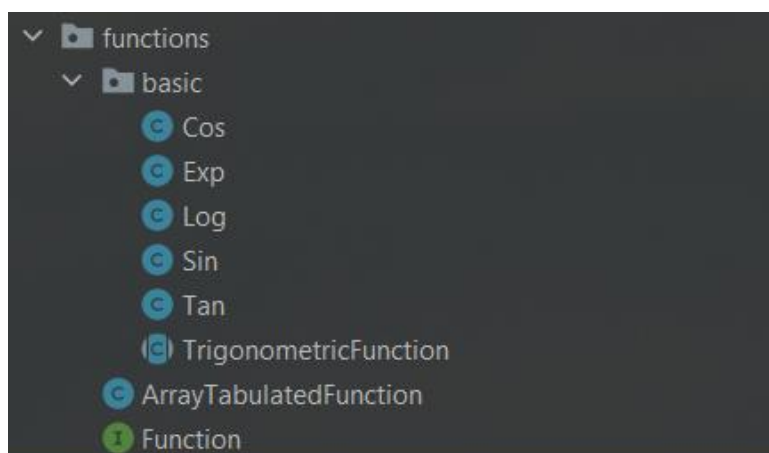 functions
basic
C Cos
C Exp
C Log
C Sin
C Tan
C TrigonometricFunction
C ArrayTabulatedFunction
I Function